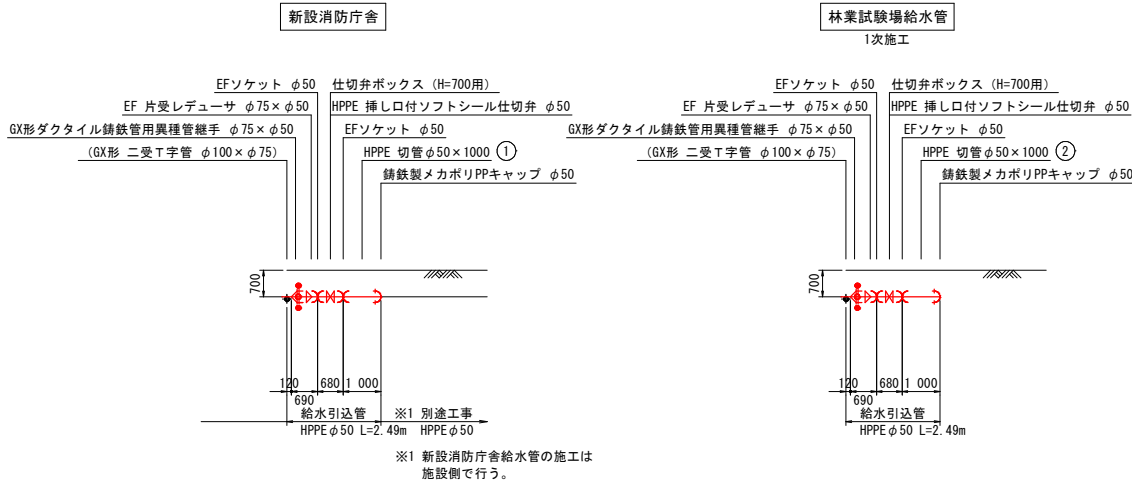 新設消防庁舎
EFソケット φ50
仕切弁ボックス (H=700用)
EF 片受レデューサ φ75×φ50
HPPE 挿し口付ソフトシール仕切弁 φ50
GX形ダクタイル鋳鉄管用異種管継手 φ75×φ50
EFソケット φ50
(GX形 二受T字管 φ100×φ75)
HPPE 切管φ50×1000 ①
鋳鉄製メカポリPPキャップ φ50
700
120
680
1 000
690
給水引込管
※1 別途工事
HPPEφ50 L=2.49m
HPPEφ50
※1 新設消防庁舎給水管の施工は
施設側で行う。
林業試験場給水管
1次施工
EFソケット φ50
仕切弁ボックス (H=700用)
EF 片受レデューサ φ75×φ50
HPPE 挿し口付ソフトシール仕切弁 φ50
GX形ダクタイル鋳鉄管用異種管継手 φ75×φ50
EFソケット φ50
(GX形 二受T字管 φ100×φ75)
HPPE 切管φ50×1000 ②
鋳鉄製メカポリPPキャップ φ50
700
120
680
1 000
690
給水引込管
HPPEφ50 L=2.49m